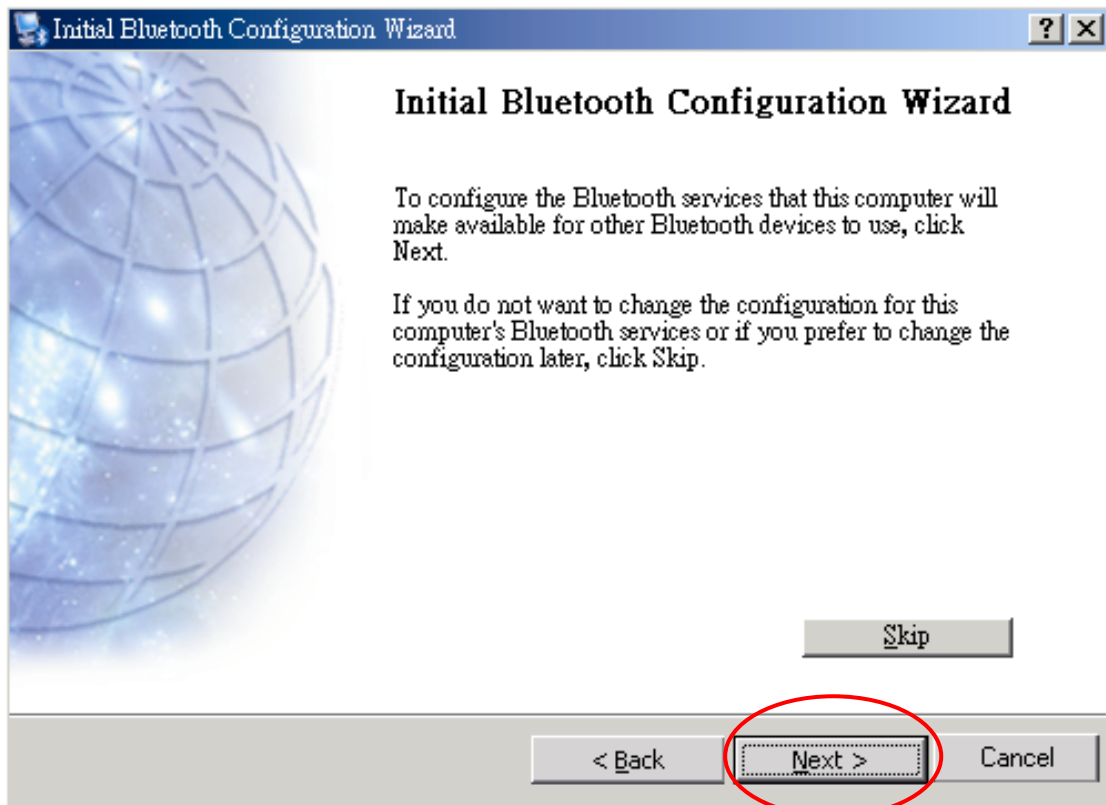 Initial Bluetooth Configuration Wizard
? ×
Initial Bluetooth Configuration Wizard
To configure the Bluetooth services that this computer will
make available for other Bluetooth devices to use, click
Next.
If you do not want to change the configuration for this
computer's Bluetooth services or if you prefer to change the
configuration later, click Skip.
Skip
< Back Next > Cancel